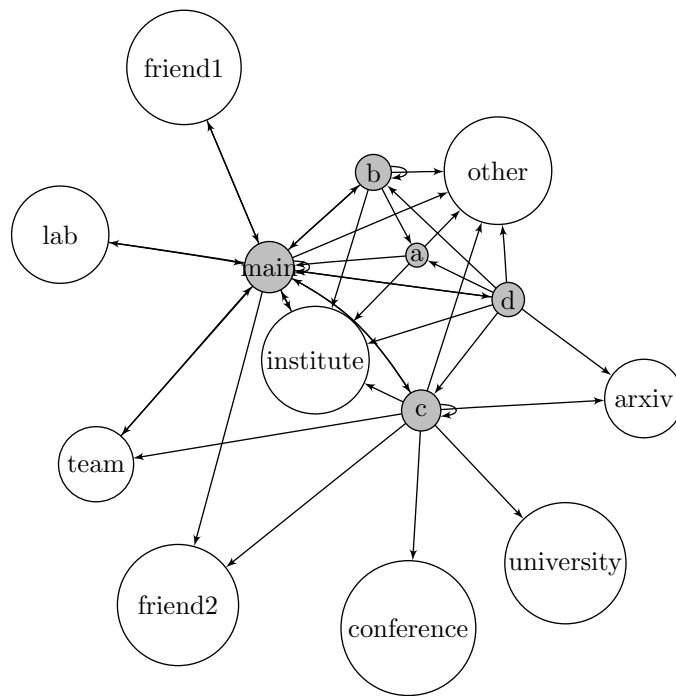 friend1
b
other
lab
a
main
d
institute
arxiv
c
team
university
friend2
conference